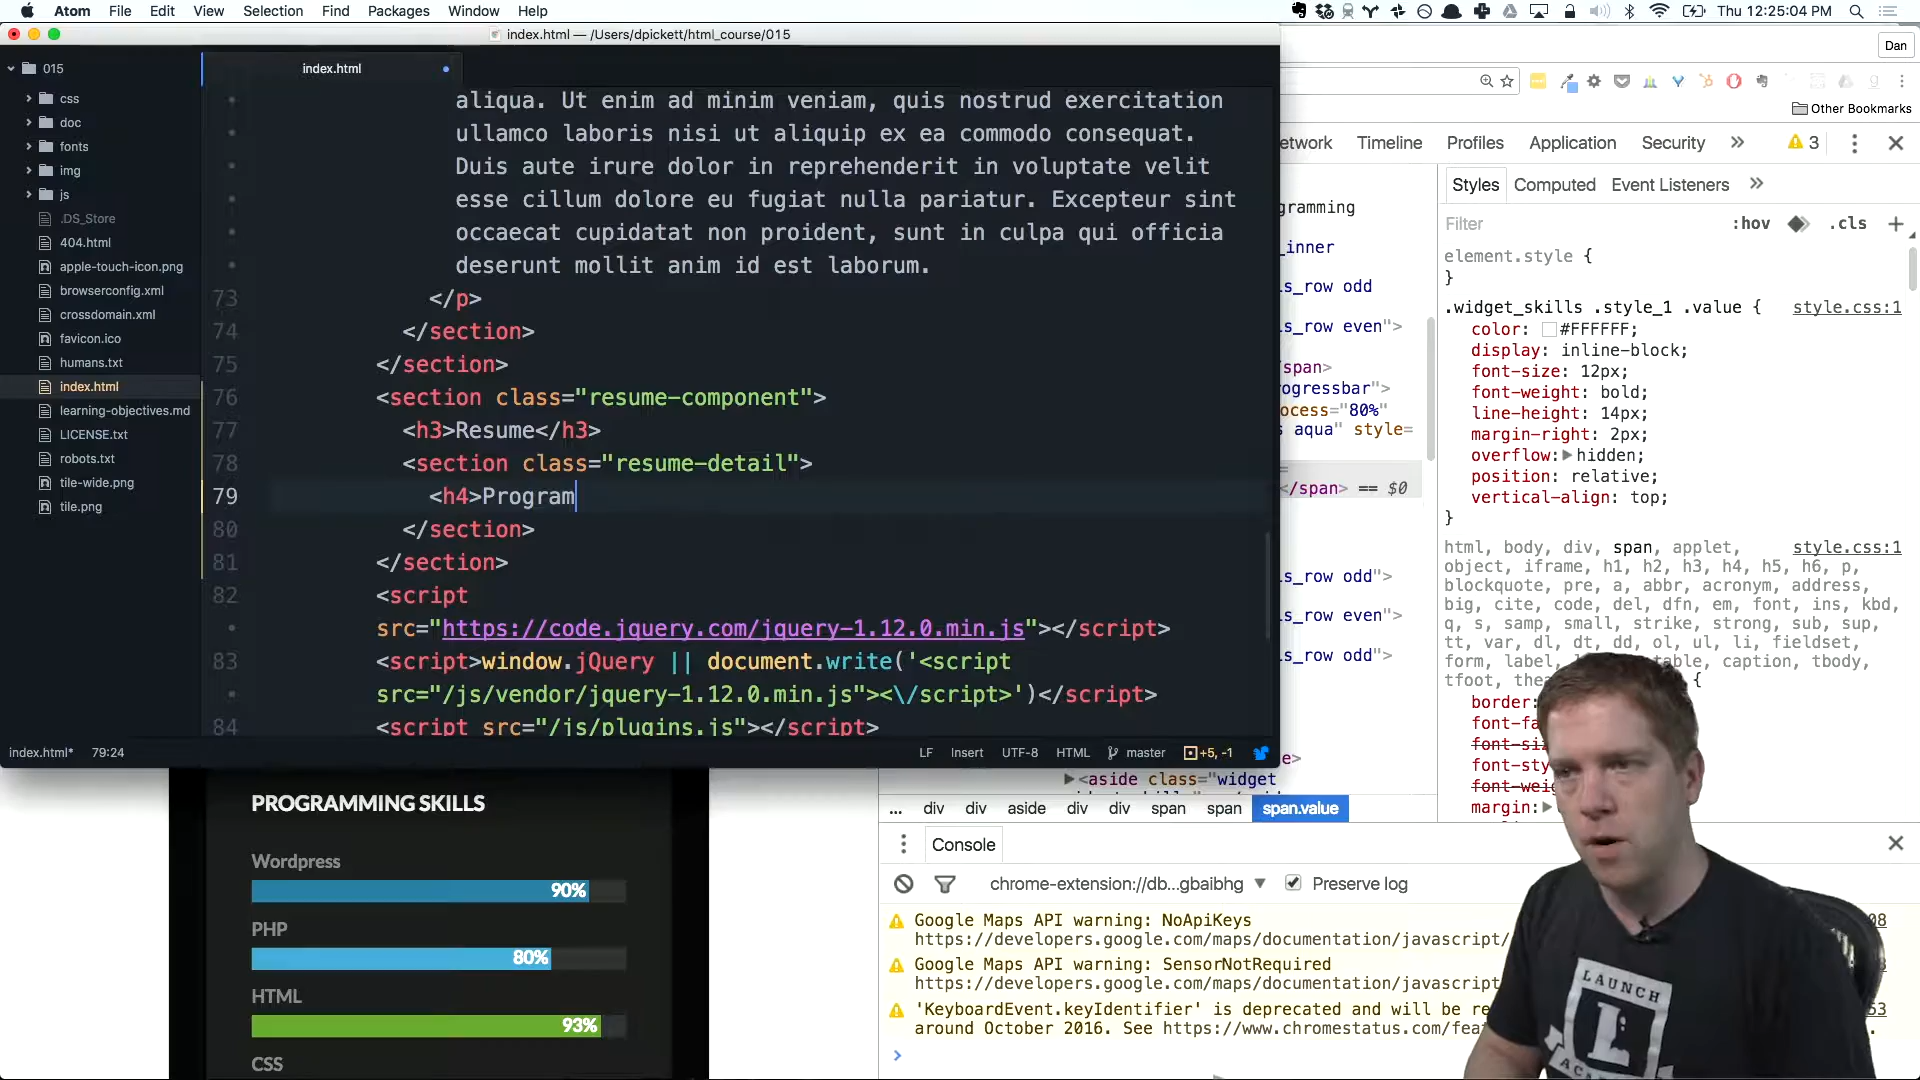 Atom File Edit View Selection Find Packages Window Help
Thu 12:25:04 PM
index.html — /Users/dpickett/html_course/015
Dan
015
index.html
css
doc
fonts
img
js
.DS_Store
404.html
apple-touch-icon.png
browserconfig.xml
crossdomain.xml
favicon.ico
humans.txt
index.html
learning-objectives.md
LICENSE.txt
robots.txt
tile-wide.png
tile.png
aliqua. Ut enim ad minim veniam, quis nostrud exercitation
ullamco laboris nisi ut aliquip ex ea commodo consequat.
Duis aute irure dolor in reprehenderit in voluptate velit
esse cillum dolore eu fugiat nulla pariatur. Excepteur sint
occaecat cupidatat non proident, sunt in culpa qui officia
deserunt mollit anim id est laborum.
73 </p>
74 </section>
75 </section>
76 <section class="resume-component">
77 <h3>Resume</h3>
78 <section class="resume-detail">
79 <h4>Program
80 </section>
81 </section>
82 <script
src="https://code.jquery.com/jquery-1.12.0.min.js"></script>
83 <script>window.jQuery || document.write('<script
src="/js/vendor/jquery-1.12.0.min.js"><\/script>')</script>
84 <script src="/js/plugins.js"></script>
index.html* 79:24
LF Insert UTF-8 HTML master +5, -1
Other Bookmarks
etwork Timeline Profiles Application Security » 3
gramming
_inner
ls_row odd
ls_row even">
/span>
ogressbar">
ocess="80%"
s aqua" style=
</span> == $0
ls_row odd">
ls_row even">
ls_row odd">
e>
<aside class="widget
Styles Computed Event Listeners »
Filter :hov .cls +
element.style {
}
.widget_skills .style_1 .value { style.css:1
color: #FFFFFF;
display: inline-block;
font-size: 12px;
font-weight: bold;
line-height: 14px;
margin-right: 2px;
overflow: hidden;
position: relative;
vertical-align: top;
}
html, body, div, span, applet, style.css:1
object, iframe, h1, h2, h3, h4, h5, h6, p,
blockquote, pre, a, abbr, acronym, address,
big, cite, code, del, dfn, em, font, ins, kbd,
q, s, samp, small, strike, strong, sub, sup,
tt, var, dl, dt, dd, ol, ul, li, fieldset,
form, label, table, caption, tbody,
tfoot, {
border:
font-fa
font-siz
font-sty
font-weig
margin:
... div div aside div div span span span.value
Console
chrome-extension://db...gbaibhg Preserve log
Google Maps API warning: NoApiKeys
https://developers.google.com/maps/documentation/javascript/
Google Maps API warning: SensorNotRequired
https://developers.google.com/maps/documentation/javascript
'KeyboardEvent.keyIdentifier' is deprecated and will be re
around October 2016. See https://www.chromestatus.com/fea
PROGRAMMING SKILLS
Wordpress
90%
PHP
80%
HTML
93%
CSS
LAUNCH
L